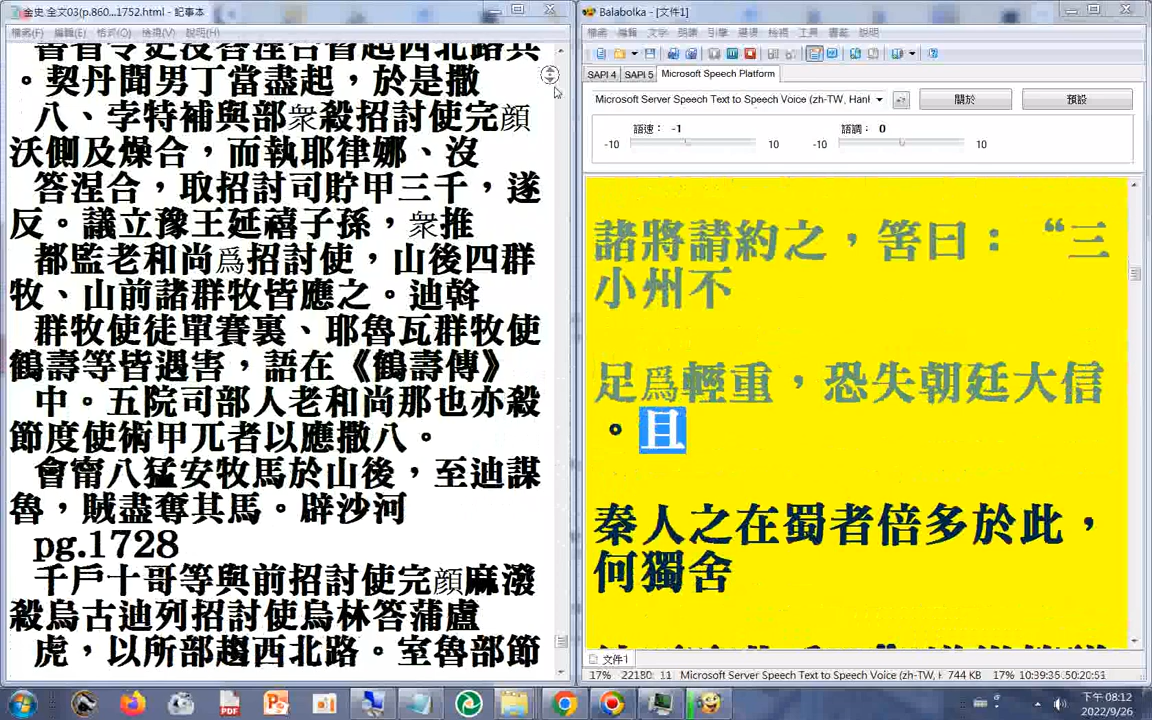 金史.全文03(p.860...1752.html - 記事本
檔案(F) 編輯(E) 格式(O) 檢視(V) 說明(H)
。契丹聞男丁當盡起，於是撒
八、孛特補與部衆殺招討使完顔
沃側及燥合，而執耶律娜、沒
答涅合，取招討司貯甲三千，遂
反。議立豫王延禧子孫，衆推
都監老和尚爲招討使，山後四群
牧、山前諸群牧皆應之。迪斡
群牧使徒單賽裏、耶魯瓦群牧使
鶴壽等皆遇害，語在《鶴壽傳》
中。五院司部人老和尚那也亦殺
節度使術甲兀者以應撒八。
會甯八猛安牧馬於山後，至迪謀
魯，賊盡奪其馬。辟沙河
pg.1728
千戶十哥等與前招討使完顔麻潑
殺烏古迪列招討使烏林答蒲盧
虎，以所部趨西北路。室魯部節
Balabolka - [文件1]
檔案 編輯 文字 朗讀 引擎 選項 檢視 工具 書籤 說明
SAPI 4 SAPI 5 Microsoft Speech Platform
Microsoft Server Speech Text to Speech Voice (zh-TW, Hanl
關於 預設
語速： -1 語調： 0
-10 10 -10 10
諸將請約之，筈曰：“三
小州不
足爲輕重，恐失朝廷大信
。且
秦人之在蜀者倍多於此，
何獨舍
文件1
17% 22180: 11 Microsoft Speech Platform Microsoft Server Speech Text to Speech Voice (zh-TW, H 744 KB 17% 10:39:35-50:20:51
下午 08:12
2022/9/26